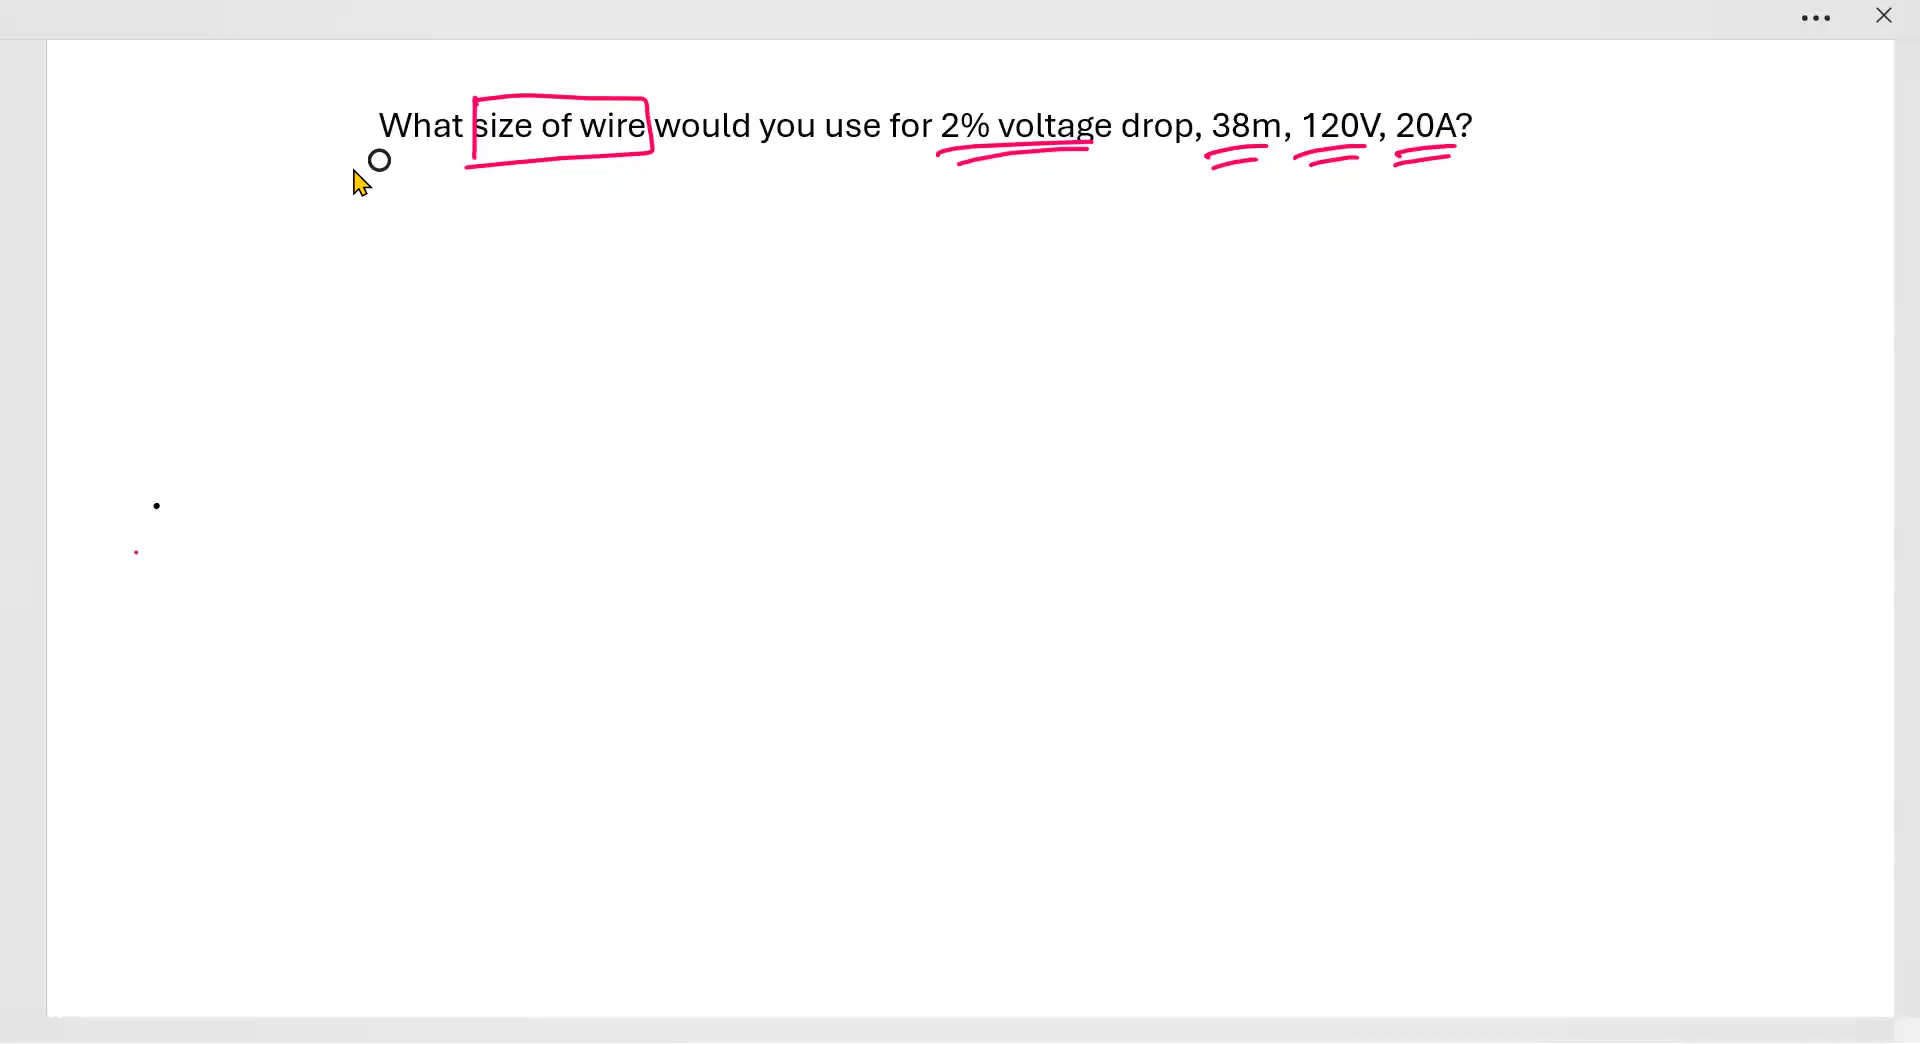 What size of wire would you use for 2% voltage drop, 38m, 120V, 20A?